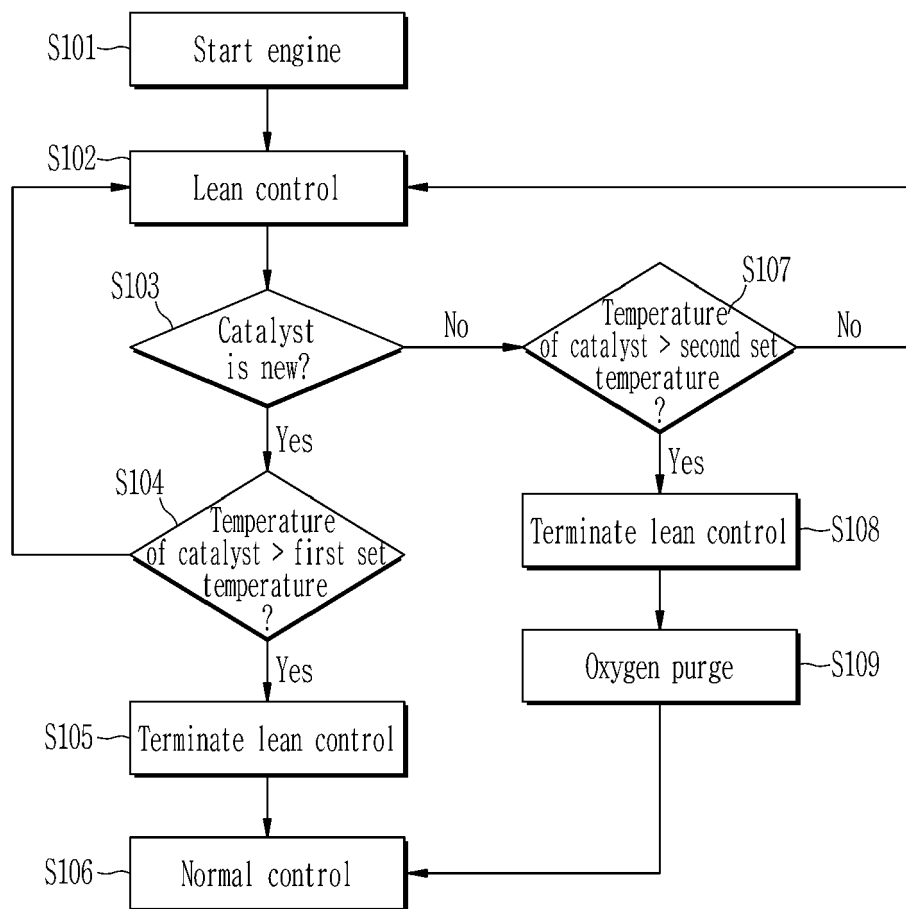 S101
Start engine
S102
Lean control
S103
Catalyst
is new?
No
S107
Temperature
of catalyst > second set
temperature
?
No
Yes
S104
Temperature
of catalyst > first set
temperature
?
Yes
Terminate lean control
S108
Yes
Oxygen purge
S109
S105
Terminate lean control
S106
Normal control